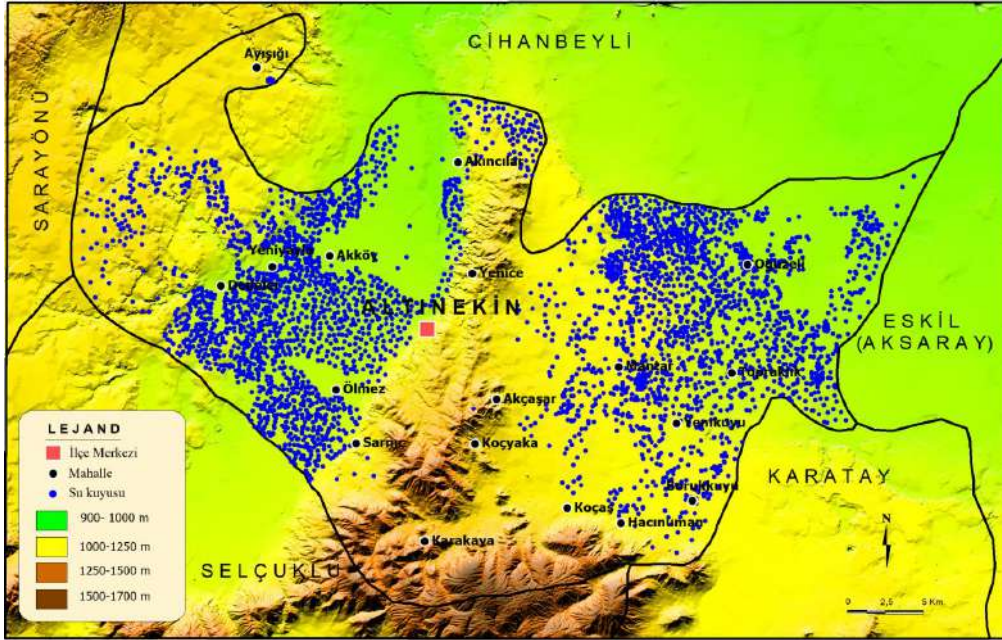 CİHANBEYLİ
Ayışığı
SARAYÖNÜ
Akıncılar
Yeniyayla
Akköy
Oğuzeli
Yenice
Dedeler
ALTINEKİN
ESKİL
(AKSARAY)
Mantar
Topraklık
Ölmez
Akçaşar
Yenikuyu
Sarnıç
Koçyaka
KARATAY
LEJAND
İlçe Merkezi
Mahalle
Su kuyusu
900- 1000 m
1000-1250 m
1250-1500 m
1500-1700 m
Borukkuyu
Koçaş
Hacınuman
Karakaya
SELÇUKLU
N
0 2,5 5 Km